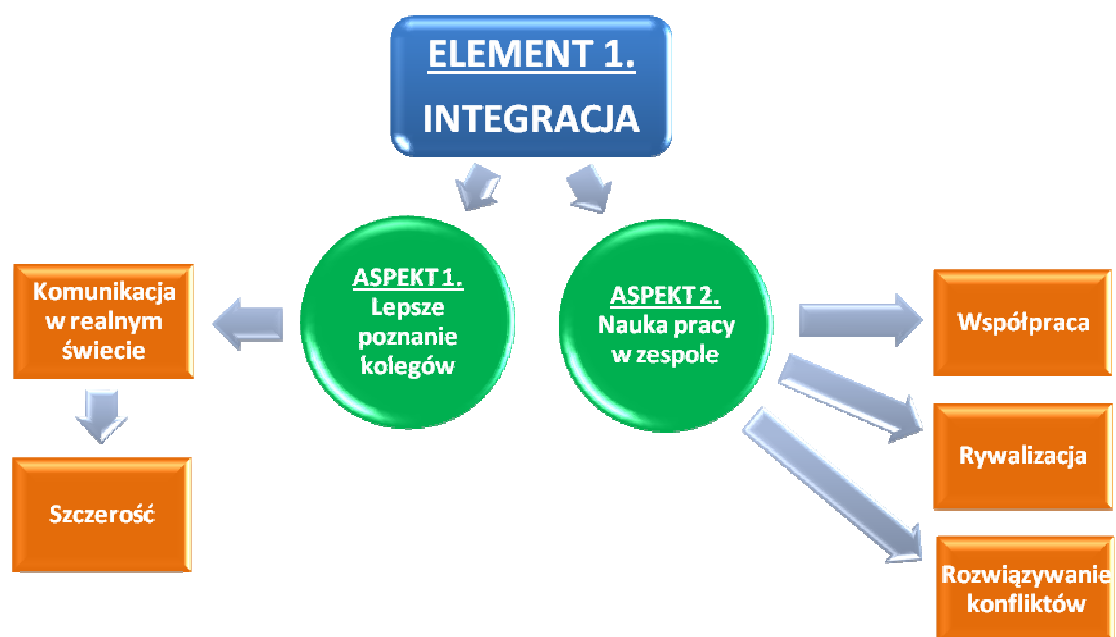 ELEMENT 1.
INTEGRACJA
ASPEKT 1.
Lepsze
poznanie
kolegów
ASPEKT 2.
Nauka pracy
w zespole
Komunikacja
w realnym
świecie
Szczerość
Współpraca
Rywalizacja
Rozwiązywanie
konfliktów